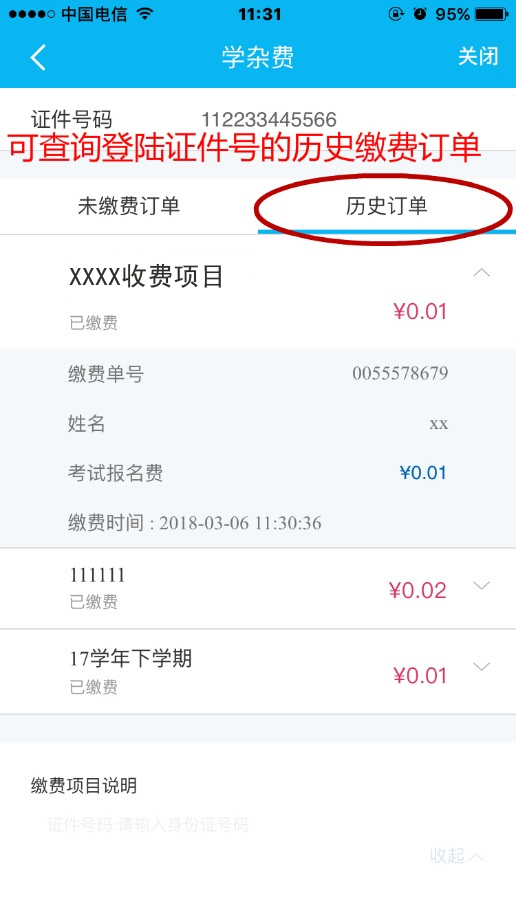 中国电信 11:31 95%
学杂费 关闭
证件号码 112233445566
可查询登陆证件号的历史缴费订单
未缴费订单 历史订单
XXXX收费项目
¥0.01
已缴费
缴费单号 0055578679
姓名 xx
考试报名费 ¥0.01
缴费时间 : 2018-03-06 11:30:36
111111
¥0.02
已缴费
17学年下学期
¥0.01
已缴费
缴费项目说明
证件号码:请输入身份证号码
收起